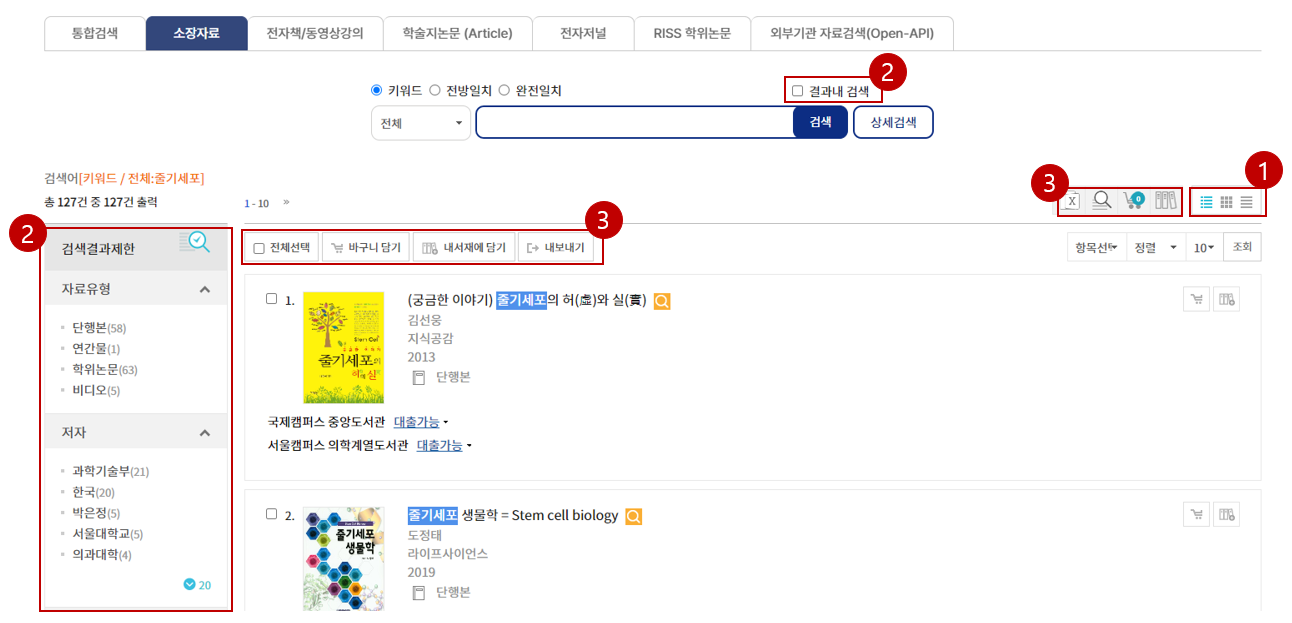 통합검색 소장자료 전자책/동영상강의 학술지논문 (Article) 전자저널 RISS 학위논문 외부기관 자료검색(Open-API)
2
키워드 전방일치 완전일치 결과내 검색
전체 검색 상세검색
검색어[키워드 / 전체:줄기세포]
3 1
총 127건 중 127건 출력 1 - 10 » X 0
2 3
검색결과제한 전체선택 바구니 담기 내서재에 담기 내보내기 항목선택 정렬 10 조회
자료유형
단행본(58)
연간물(1)
학위논문(63)
비디오(5)
저자
과학기술부(21)
한국(20)
박은정(5)
서울대학교(5)
의과대학(4)
20
1. (궁금한 이야기) 줄기세포의 허(虛)와 실(實)
김선웅
지식공감
2013
단행본
Stem Cell
줄기세포의
허와 실
국제캠퍼스 중앙도서관 대출가능
서울캠퍼스 의학계열도서관 대출가능
2. 줄기세포 생물학 = Stem cell biology
도정태
라이프사이언스
2019
단행본
줄기세포
생물학